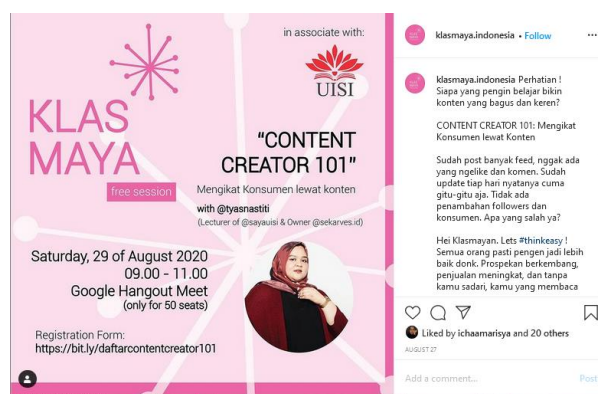 in associate with:
UISI
KLAS
MAYA
free session
"CONTENT
CREATOR 101"
Mengikat Konsumen lewat konten
with @tyasnastiti
(Lecturer of @sayauisi & Owner @sekarves.id)
Saturday, 29 of August 2020
09.00 - 11.00
Google Hangout Meet
(only for 50 seats)
Registration Form:
https://bit.ly/daftarcontentcreator101
klasmaya.indonesia • Follow
klasmaya.indonesia Perhatian !
Siapa yang pengin belajar bikin
konten yang bagus dan keren?
CONTENT CREATOR 101: Mengikat
Konsumen lewat Konten
Sudah post banyak feed, nggak ada
yang ngelike dan komen. Sudah
update tiap hari nyatanya cuma
gitu-gitu aja. Tidak ada
penambahan followers dan
konsumen. Apa yang salah ya?
Hei Klasmayan. Lets #thinkeasy !
Semua orang pasti pengen jadi lebih
baik donk. Prospekan berkembang,
penjualan meningkat, dan tanpa
kamu sadari, kamu yang membaca
Liked by ichaamarisya and 20 others
AUGUST 27
Add a comment...
Post